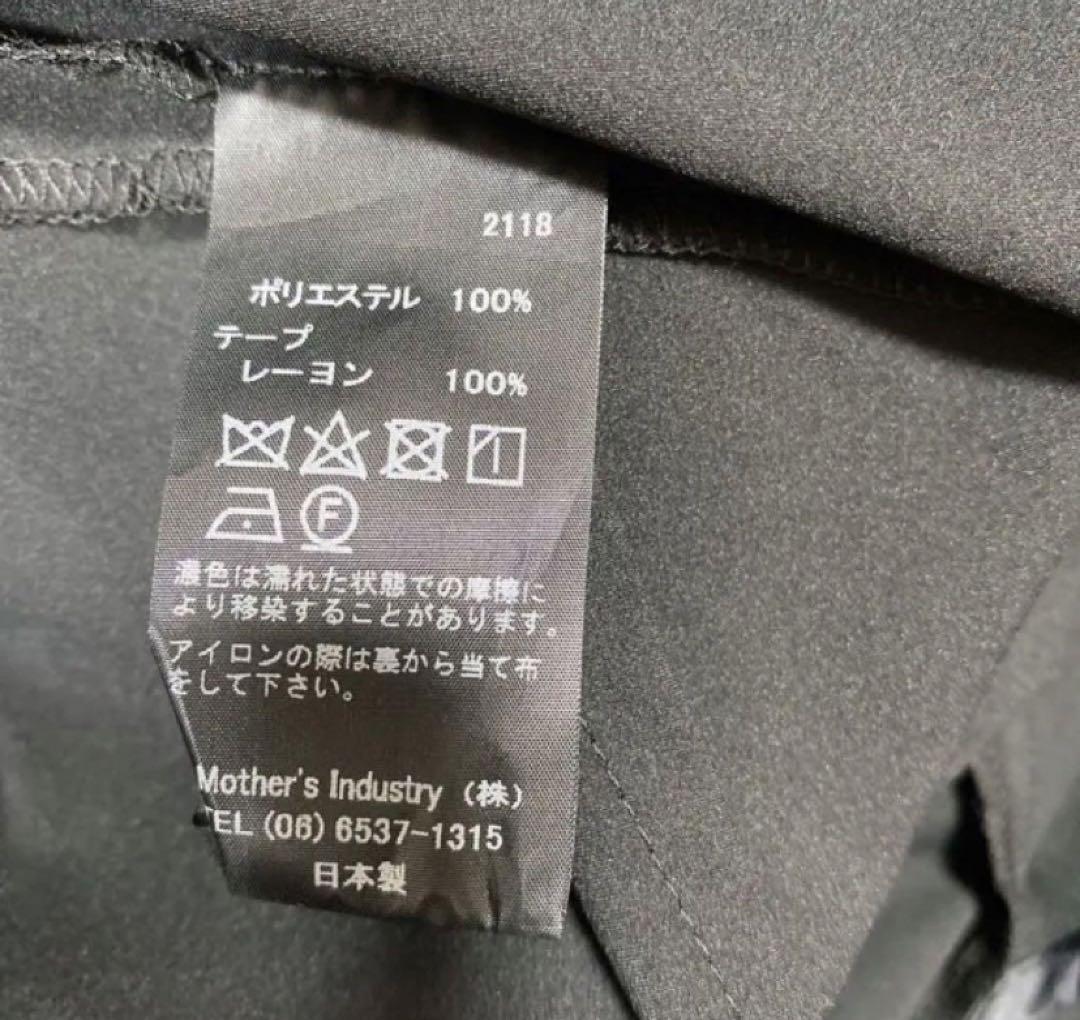 2118
ポリエステル 100%
テープ
レーヨン 100%
F
濃色は濡れた状態での摩擦に
より移染することがあります。
アイロンの際は裏から当て布
をして下さい。
Mother's Industry (株)
TEL (06) 6537-1315
日本製